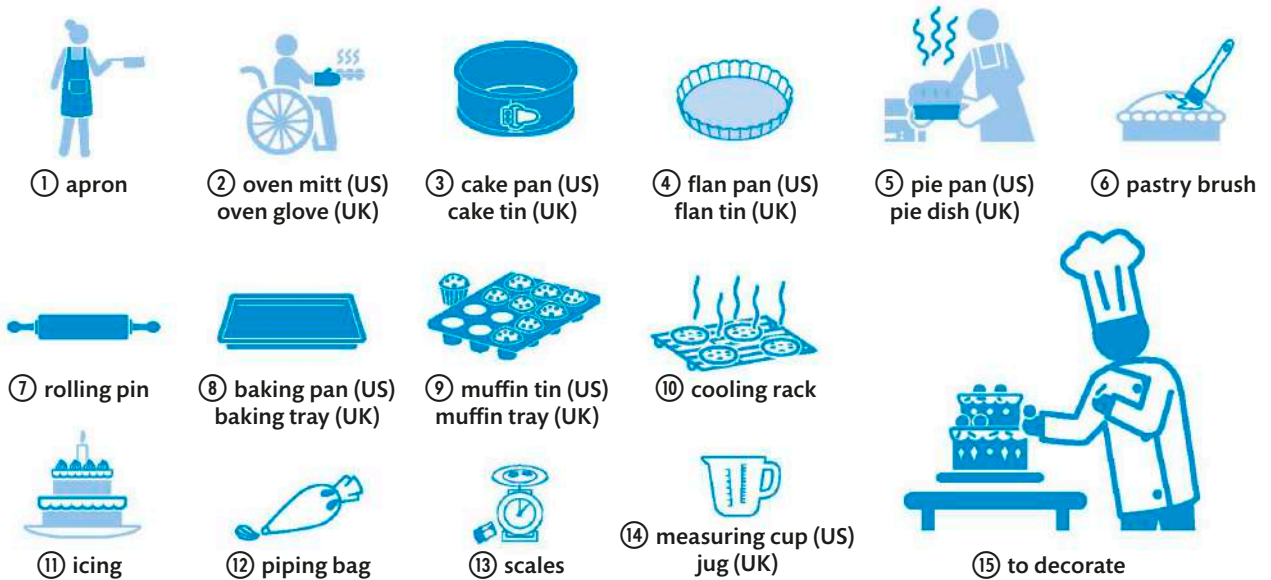 ① apron
② oven mitt (US)
oven glove (UK)
③ cake pan (US)
cake tin (UK)
④ flan pan (US)
flan tin (UK)
⑤ pie pan (US)
pie dish (UK)
⑥ pastry brush
⑦ rolling pin
⑧ baking pan (US)
baking tray (UK)
⑨ muffin tin (US)
muffin tray (UK)
⑩ cooling rack
⑪ icing
⑫ piping bag
⑬ scales
⑭ measuring cup (US)
jug (UK)
⑮ to decorate